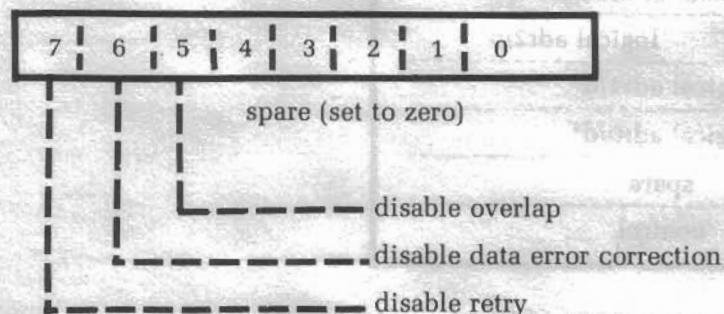 7 6 5 4 3 2 1 0
spare (set to zero)
disable overlap
disable data error correction
disable retry